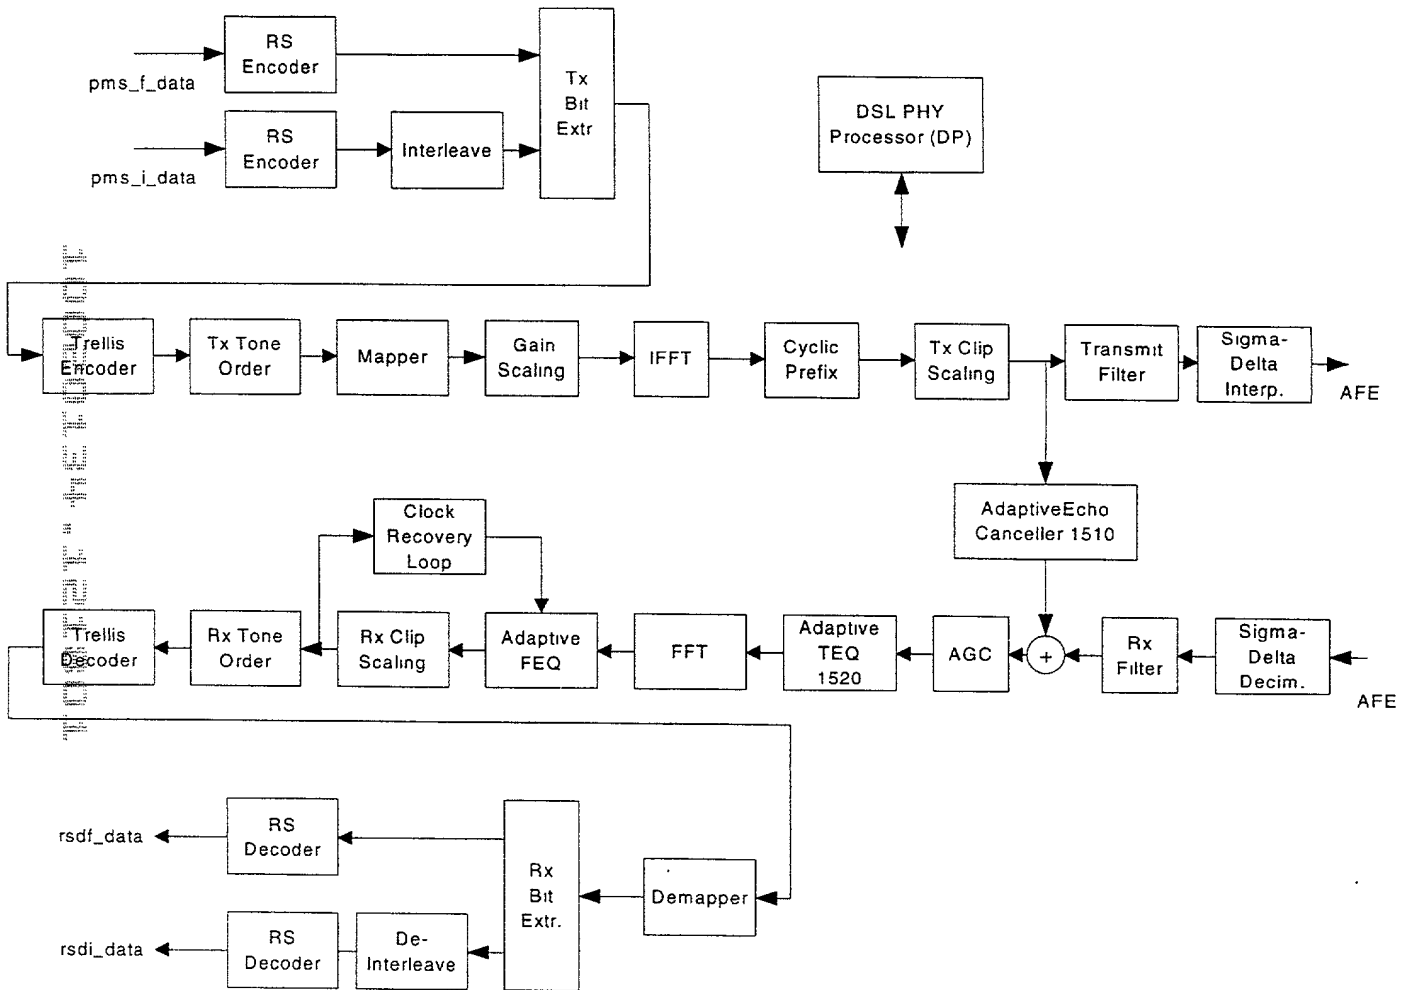 RS
Encoder
pms_f_data
Tx
Bit
Extr
RS
Encoder
Interleave
pms_i_data
DSL PHY
Processor (DP)
Trellis
Encoder
Tx Tone
Order
Mapper
Gain
Scaling
IFFT
Cyclic
Prefix
Tx Clip
Scaling
Transmit
Filter
Sigma-
Delta
Interp.
AFE
AdaptiveEcho
Canceller 1510
Clock
Recovery
Loop
Trellis
Decoder
Rx Tone
Order
Rx Clip
Scaling
Adaptive
FEQ
FFT
Adaptive
TEQ
1520
AGC
+
Rx
Filter
Sigma-
Delta
Decim.
AFE
rsdf_data
RS
Decoder
Rx
Bit
Extr.
Demapper
rsdi_data
RS
Decoder
De-
Interleave